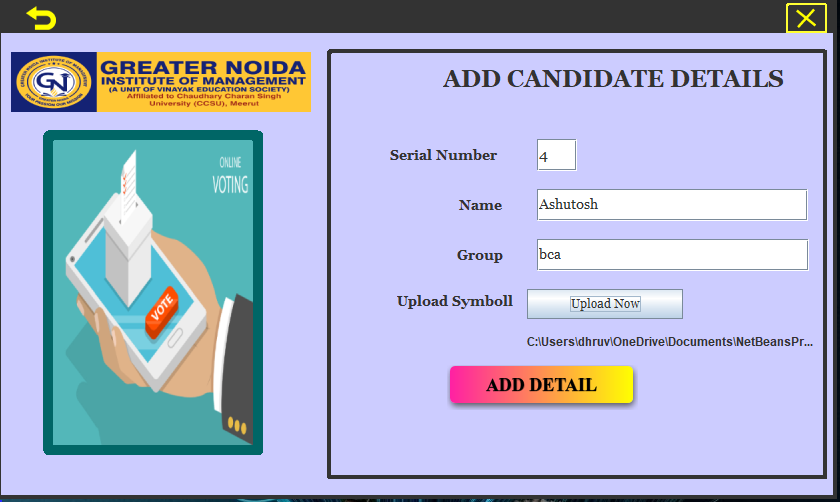 GREATER NOIDA
INSTITUTE OF MANAGEMENT
(A UNIT OF VINAYAK EDUCATION SOCIETY)
Affiliated to Chaudhary Charan Singh
University (CCSU), Meerut
GN
ONLINE
VOTING
VOTE
ADD CANDIDATE DETAILS
Serial Number 4
Name Ashutosh
Group bca
Upload Symboll Upload Now
C:\Users\dhruv\OneDrive\Documents\NetBeansPr...
ADD DETAIL